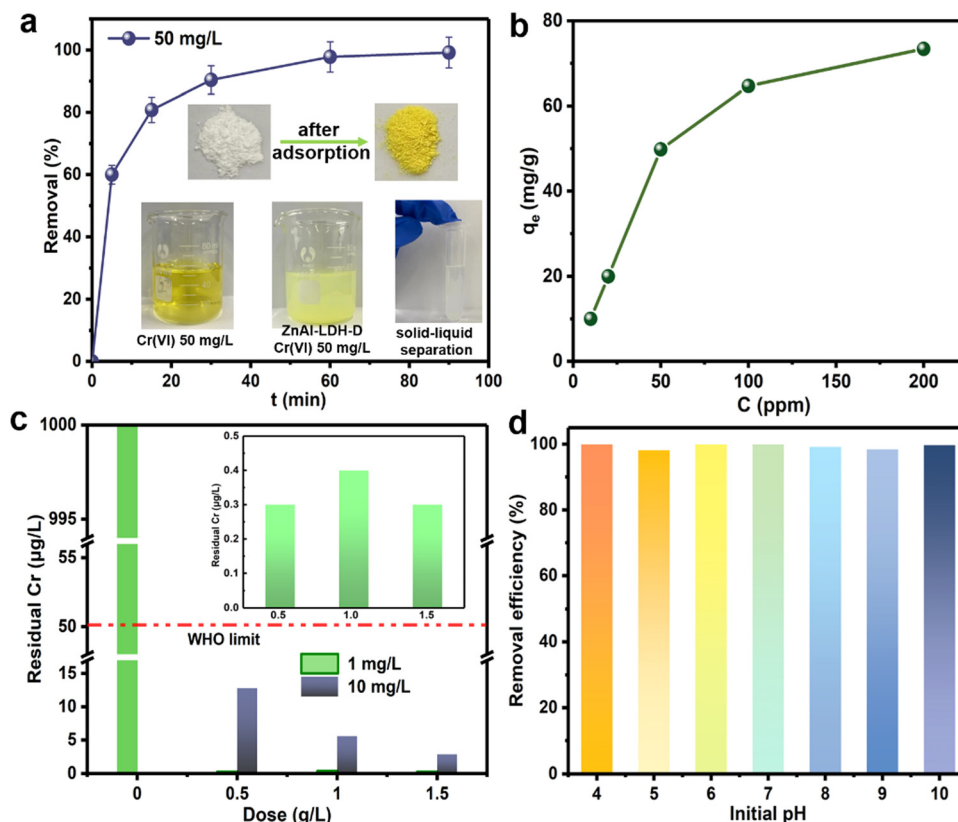 a
50 mg/L
Removal (%)
100
80
60
40
20
0
0 20 40 60 80 100
t (min)
after
adsorption
Cr(VI) 50 mg/L
ZnAl-LDH-D
Cr(VI) 50 mg/L
solid-liquid
separation
b
qe (mg/g)
80
60
40
20
0
0 50 100 150 200
C (ppm)
c
Residual Cr (μg/L)
1000
995
55
50
15
10
5
0
0 0.5 1 1.5
Dose (g/L)
WHO limit
1 mg/L
10 mg/L
Residual Cr (μg/L)
0.5
0.4
0.3
0.2
0.1
0.0
0.5 1.0 1.5
d
Removal efficiency (%)
100
80
60
40
20
0
4 5 6 7 8 9 10
Initial pH